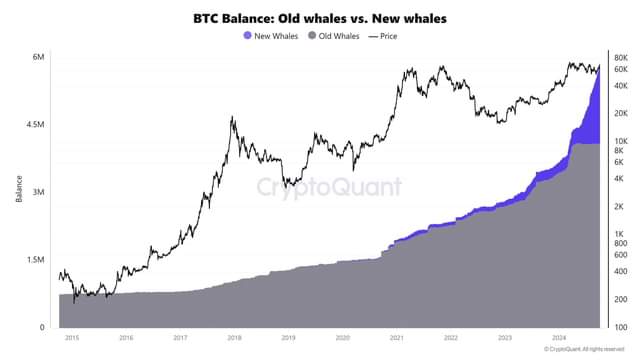 BTC Balance: Old whales vs. New whales
New Whales Old Whales Price
6M
4.5M
3M
1.5M
0
Balance
80K
60K
40K
20K
10K
8K
6K
4K
2K
1K
800
600
400
200
100
CryptoQuant
2015 2016 2017 2018 2019 2020 2021 2022 2023 2024
© CryptoQuant. All rights reserved